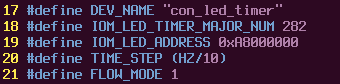 17 #define DEV_NAME "con_led_timer"
18 #define IOM_LED_TIMER_MAJOR_NUM 282
19 #define IOM_LED_ADDRESS 0xA8000000
20 #define TIME_STEP (HZ/10)
21 #define FLOW_MODE 1